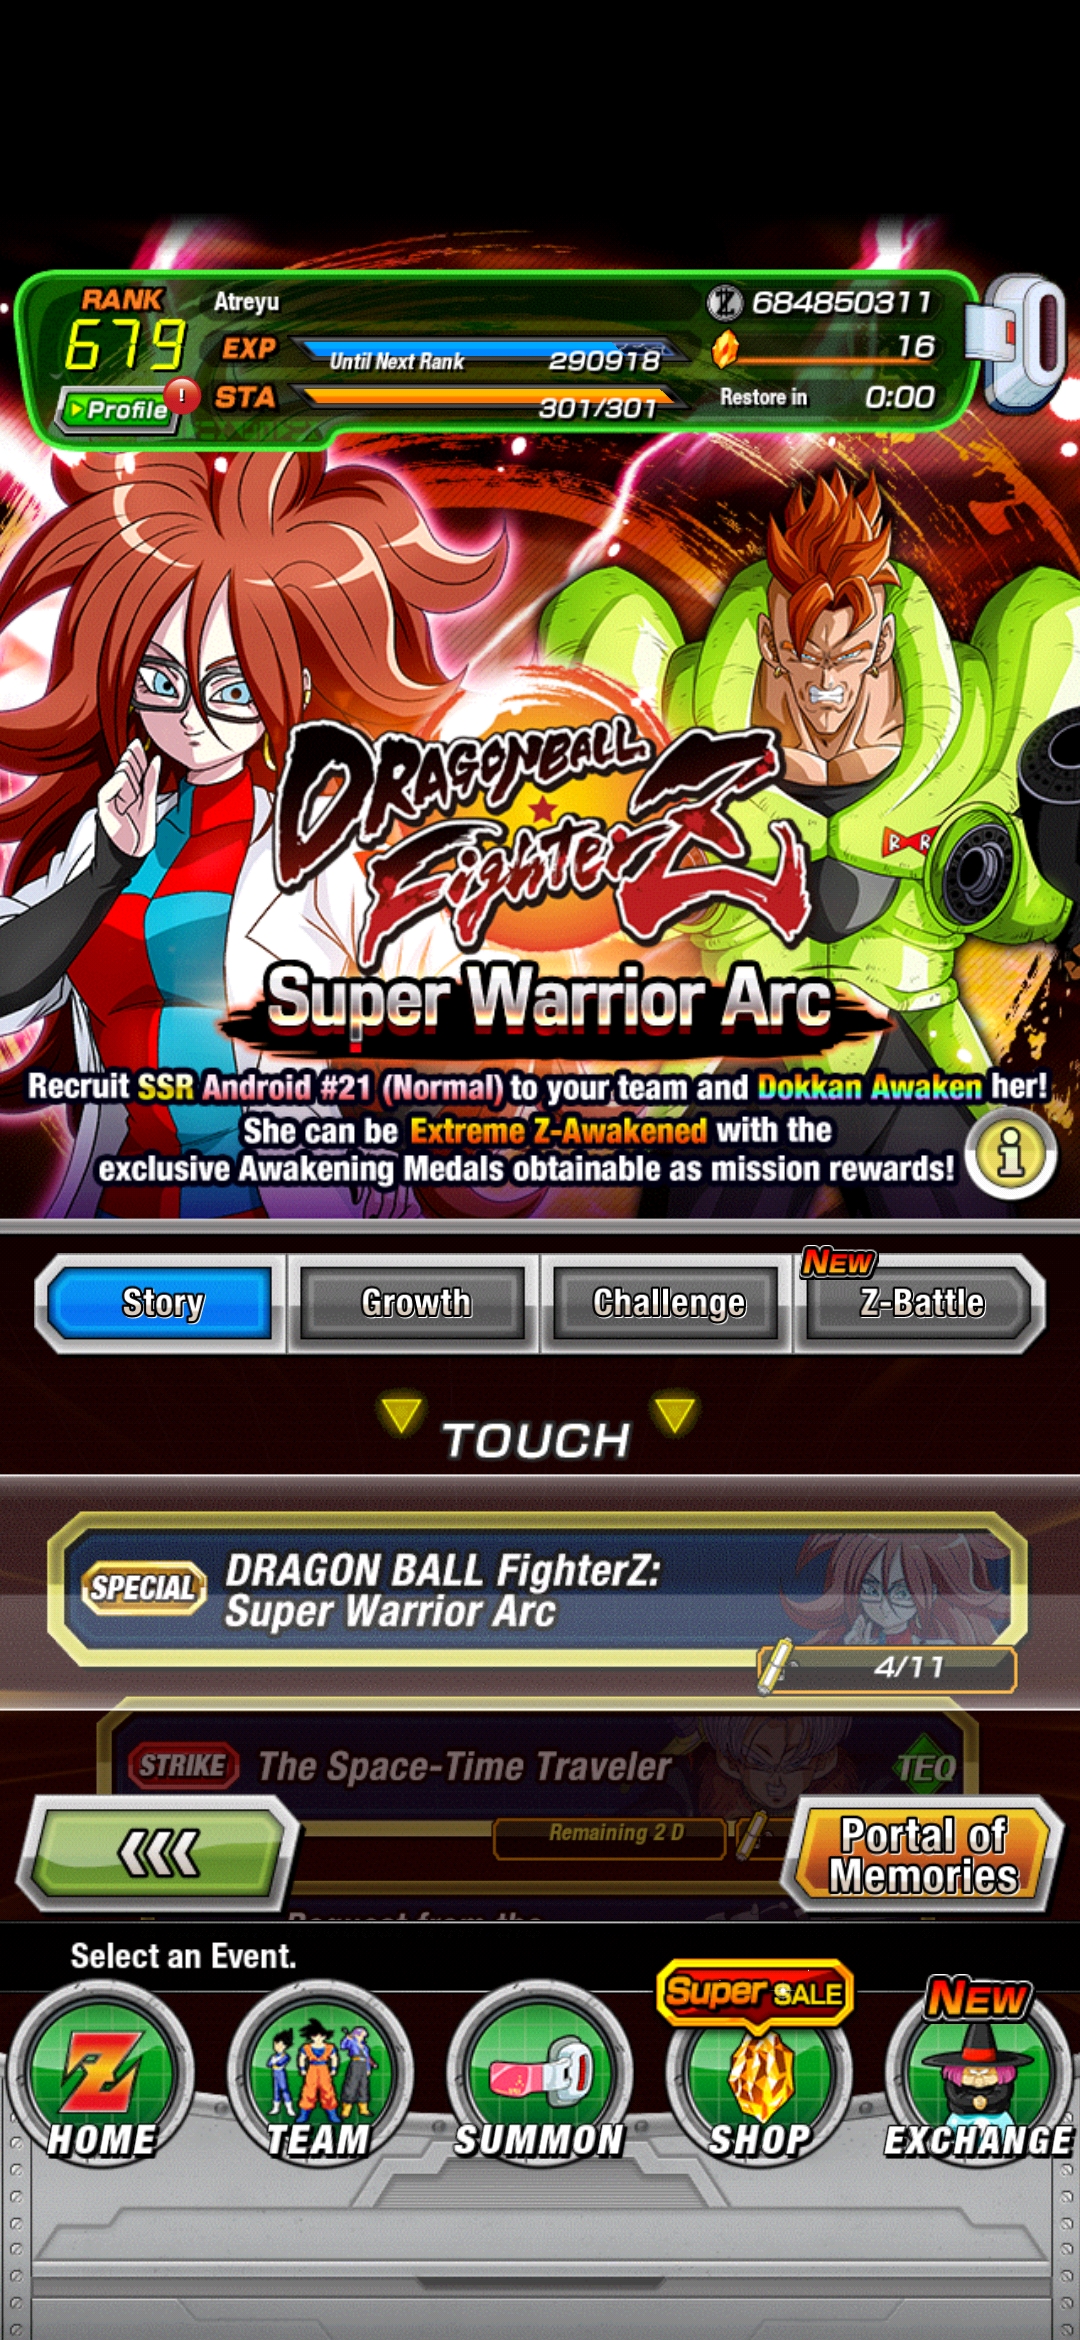 RANK
Atreyu
684850311
679
EXP
Until Next Rank
290918
16
Profile
!
STA
301/301
Restore in
0:00
DRAGONBALL
FighterZ
Super Warrior Arc
Recruit SSR Android #21 (Normal) to your team and Dokkan Awaken her!
She can be Extreme Z-Awakened with the
exclusive Awakening Medals obtainable as mission rewards!
i
NEW
Story
Growth
Challenge
Z-Battle
TOUCH
SPECIAL
DRAGON BALL FighterZ:
Super Warrior Arc
4/11
STRIKE
The Space-Time Traveler
TEQ
Remaining 2 D
Portal of
Memories
Request from the
Select an Event.
Super SALE
NEW
HOME
TEAM
SUMMON
SHOP
EXCHANGE